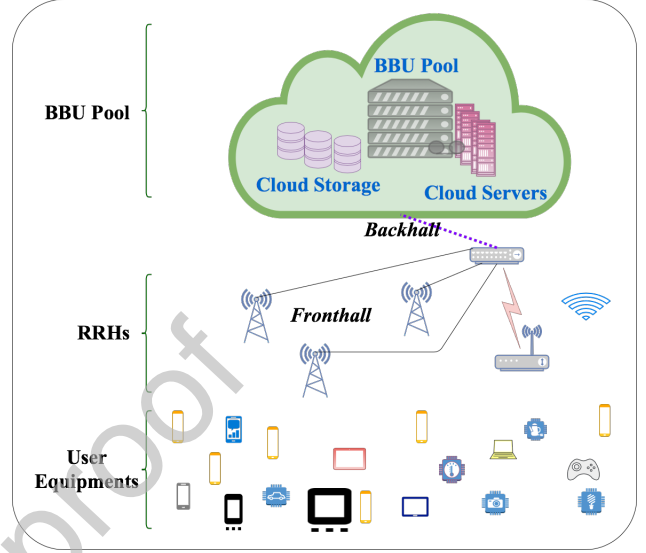 BBU Pool
BBU Pool
Cloud Storage
Cloud Servers
Backhall
RRHs
Fronthall
User
Equipments
proof